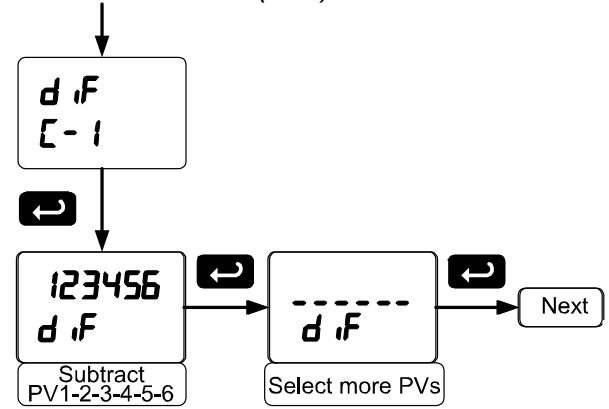 d iF
C-1
123456
d iF
Subtract
PV1-2-3-4-5-6
------
d iF
Select more PVs
Next